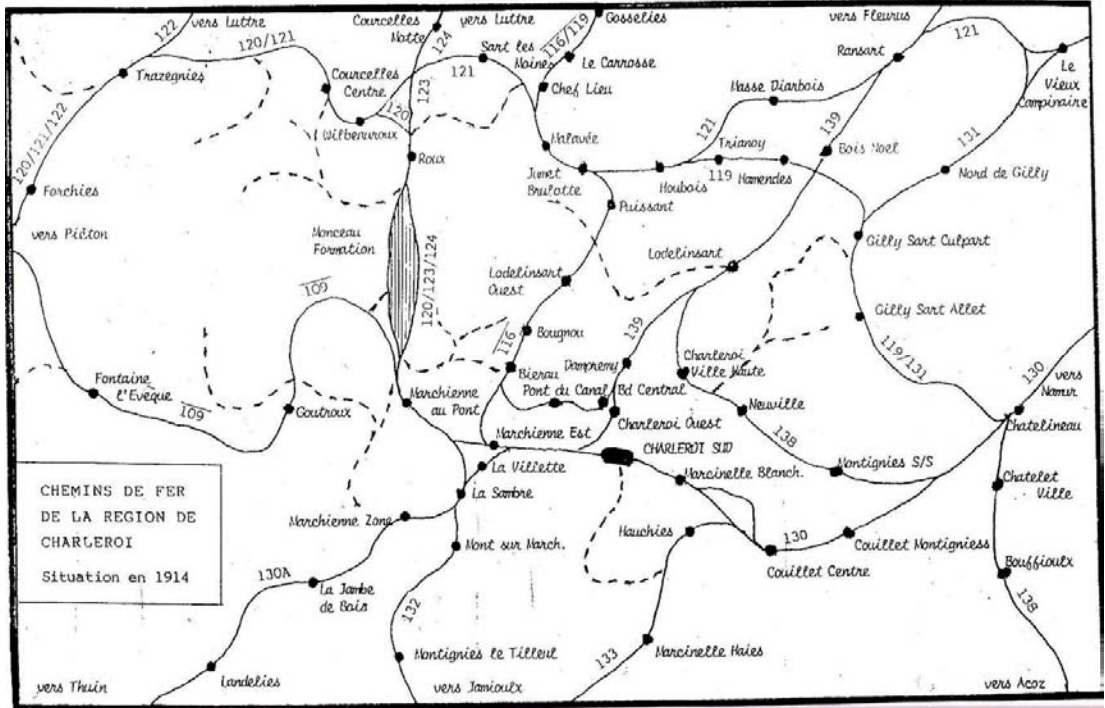 vers Luttre
Courcelles
Motte
vers Luttre
Gosselies
vers Fleurus
122
120/121
124
116/119
121
Trazegnies
Courcelles
Centre
Sart les
Moines
Le Carrosse
Ransart
Le
Vieux
Campinaire
121
123
120
Chef Lieu
Masse Diarbois
Wilbeauroux
120/121/122
Roux
Malavée
121
139
131
Trianoy
Bois Noel
Jumet
Brulotte
Houbois
119
Hamendes
Nord de Gilly
Forchies
Puissant
vers Piéton
Monceau
Formation
120/123/124
Gilly Sart Culpart
Lodelinsart
Lodelinsart
Ouest
109
Bougnou
139
Gilly Sart Allet
116
Dampremy
Charleroi
Ville Haute
119/131
130
vers
Namur
Fontaine
l'Eveque
Bierau
Pont du Canal
Bd Central
109
Goutroux
Marchienne
au Pont
Charleroi Ouest
Neuville
Chatelineau
138
Marchienne Est
CHARLEROI SUD
La Villette
Marcinelle Blanch.
Montignies S/S
Chatelet
Ville
CHEMINS DE FER
DE LA REGION DE
CHARLEROI
Situation en 1914
La Sambre
Marchienne Zone
Hauchies
130
Couillet Montigniess
Mont sur March.
Couillet Centre
Bouffioulx
130A
La Jambe
de Bois
132
138
Montignies le Tilleul
133
Marcinelle Haies
Landelies
vers Thuin
vers Jamioulx
vers Acoz